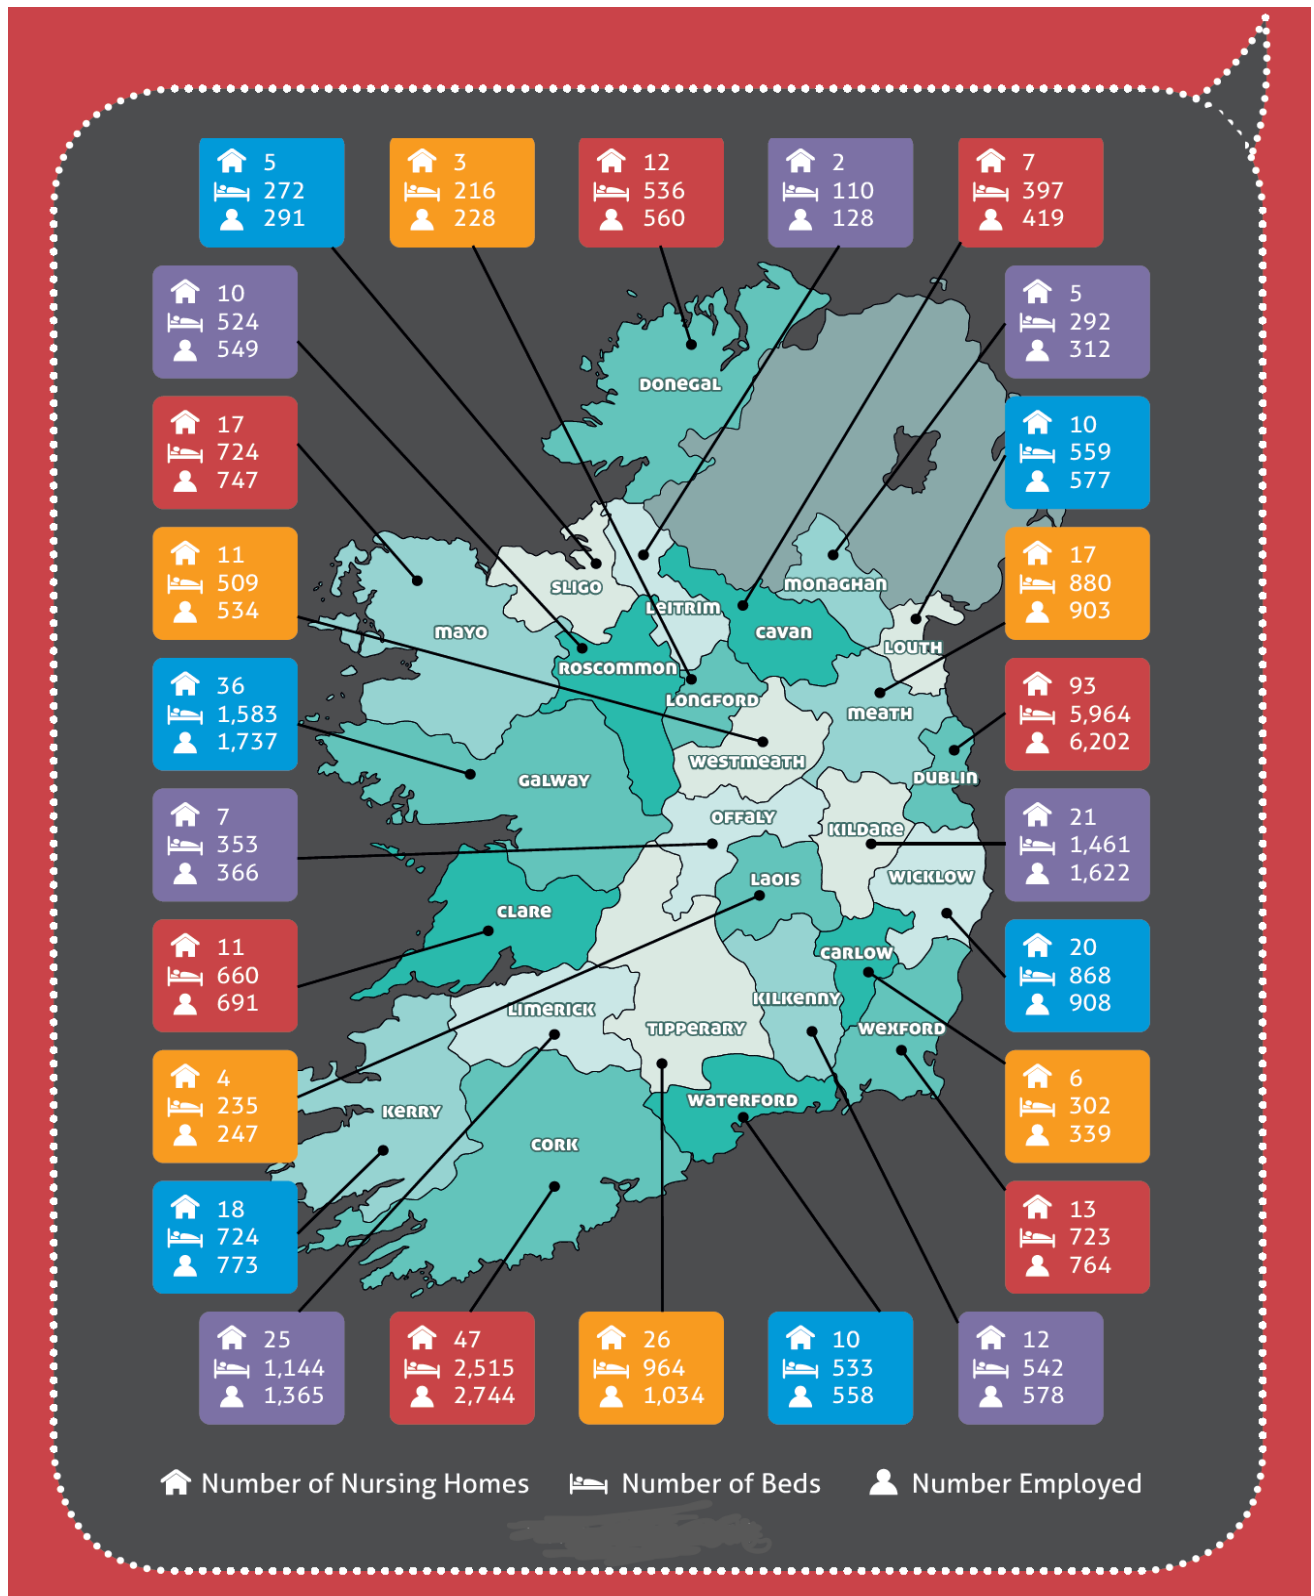 5
272
291
3
216
228
12
536
560
2
110
128
7
397
419
10
524
549
5
292
312
17
724
747
10
559
577
11
509
534
17
880
903
36
1,583
1,737
93
5,964
6,202
7
353
366
21
1,461
1,622
11
660
691
20
868
908
4
235
247
6
302
339
18
724
773
13
723
764
DONEGAL
SLIGO
LEITRIM
MONAGHAN
CAVAN
MAYO
LOUTH
ROSCOMMON
LONGFORD
MEATH
WESTMEATH
GALWAY
DUBLIN
OFFALY
KILDARE
LAOIS
WICKLOW
CLARE
CARLOW
KILKENNY
LIMERICK
TIPPERARY
WEXFORD
WATERFORD
KERRY
CORK
25
1,144
1,365
47
2,515
2,744
26
964
1,034
10
533
558
12
542
578
Number of Nursing Homes
Number of Beds
Number Employed